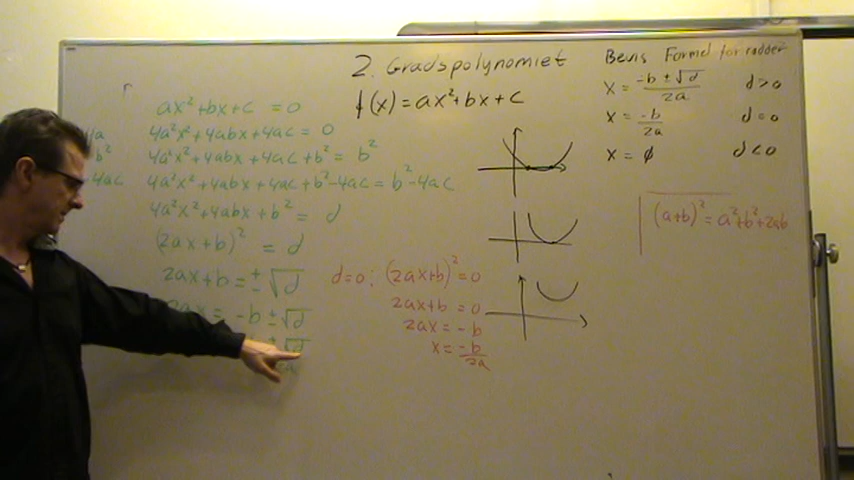 2. Gradspolynomiet
f(x) = ax²+bx+c
Bevis Formel for rødder
x = -b ± √d / 2a    d > 0
x = -b / 2a    d = 0
x = ∅    d < 0
(a+b)² = a²+b²+2ab
ax²+bx+c = 0
4a  4a²x²+4abx+4ac = 0
b²  4a²x²+4abx+4ac+b² = b²
-4ac  4a²x²+4abx+4ac+b²-4ac = b²-4ac
4a²x²+4abx+b² = d
(2ax+b)² = d
2ax+b = ±√d
2ax = -b ±√d
±√d
d=0: (2ax+b)² = 0
2ax+b = 0
2ax = -b
x = -b / 2a